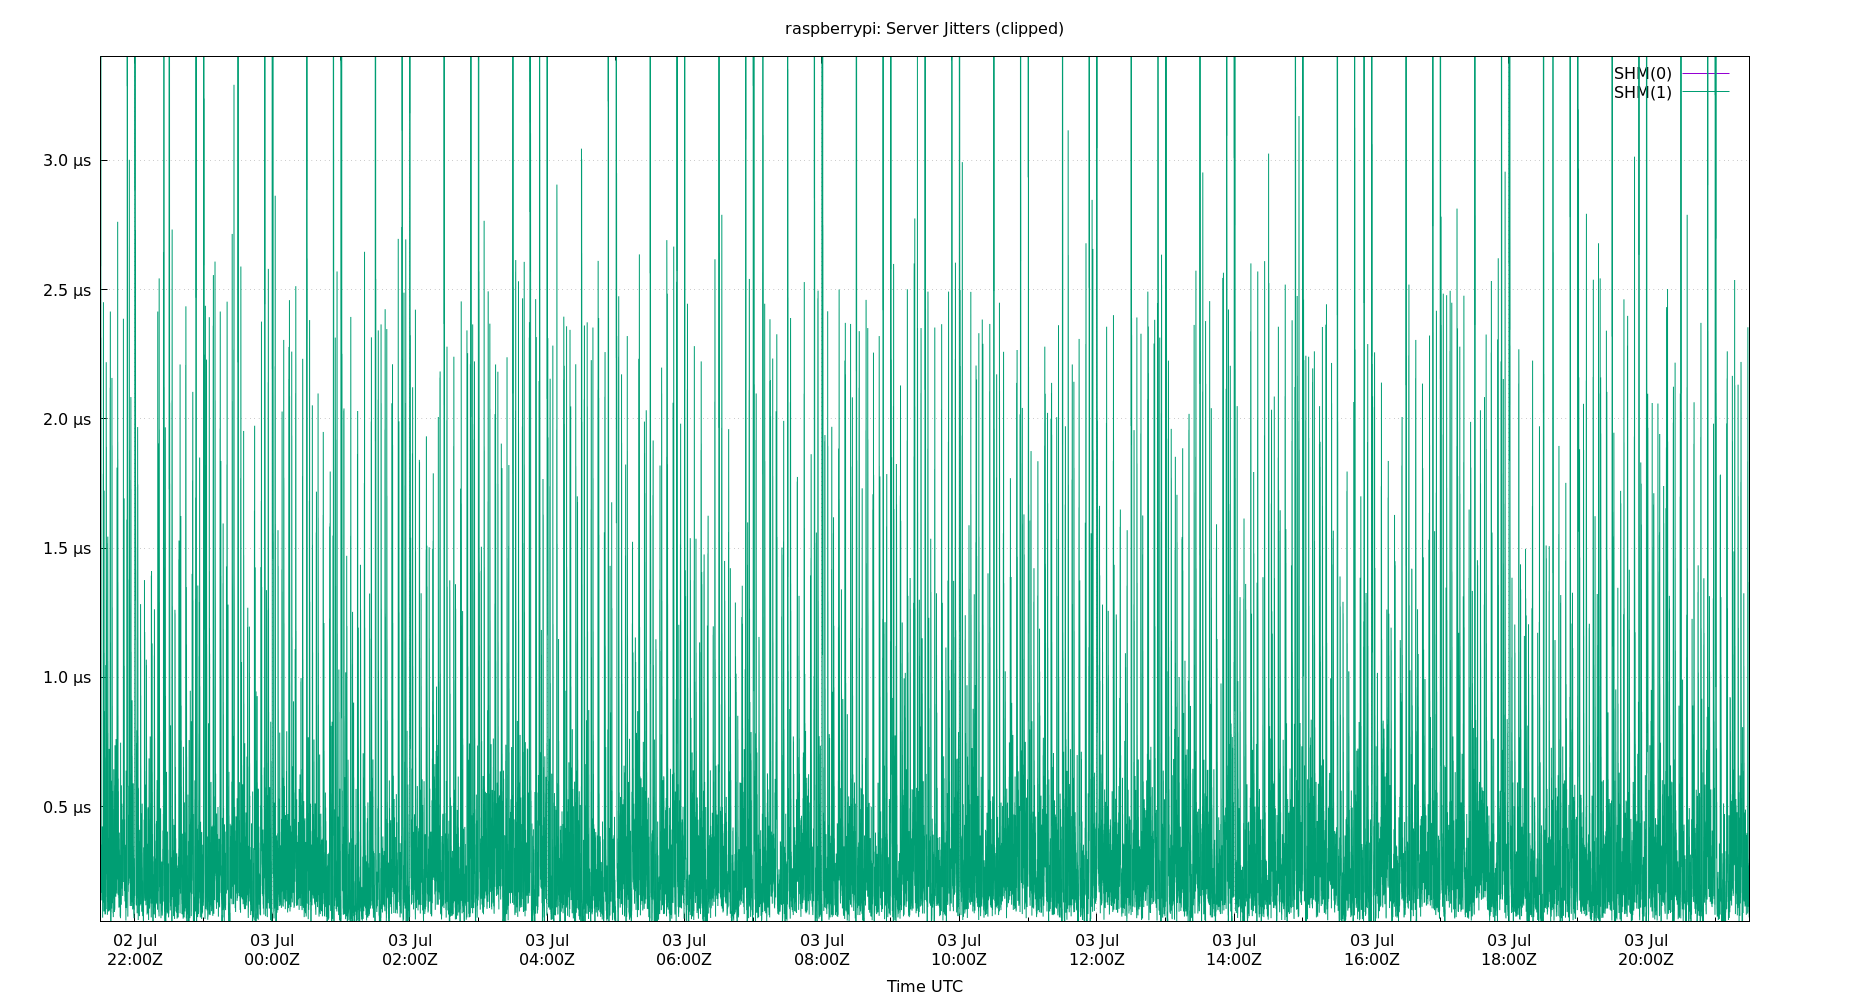 raspberrypi: Server Jitters (clipped)
SHM(0)
SHM(1)
3.0 µs
2.5 µs
2.0 µs
1.5 µs
1.0 µs
0.5 µs
02 Jul 03 Jul 03 Jul 03 Jul 03 Jul 03 Jul 03 Jul 03 Jul 03 Jul 03 Jul 03 Jul 03 Jul
22:00Z 00:00Z 02:00Z 04:00Z 06:00Z 08:00Z 10:00Z 12:00Z 14:00Z 16:00Z 18:00Z 20:00Z
Time UTC